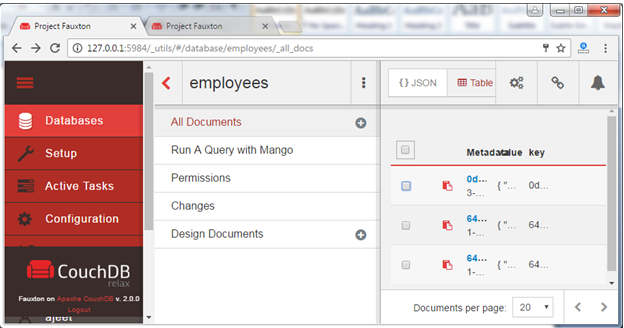 Project Fauxton
Project Fauxton
127.0.0.1:5984/_utils/#/database/employees/_all_docs
employees
{ } JSON
Table
Databases
Setup
Active Tasks
Configuration
All Documents
Run A Query with Mango
Permissions
Changes
Design Documents
Metadata value key
0d... { "... 0d...
3-...
64... { "... 64...
1-...
64... { "... 64...
1-...
CouchDB
relax
Fauxton on Apache CouchDB v. 2.0.0
Logout
ajeet
Documents per page: 20